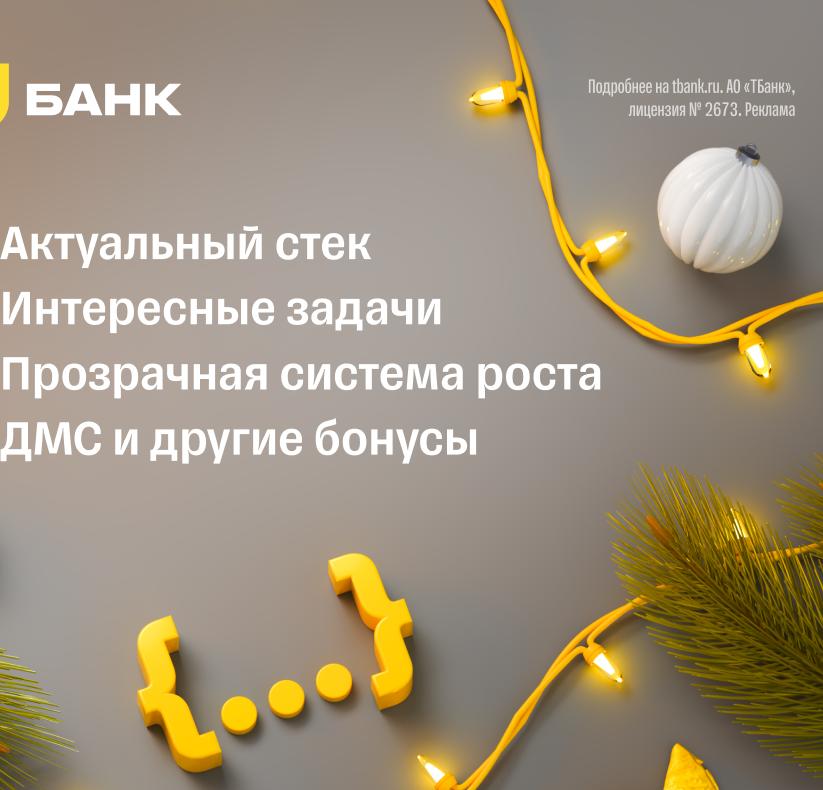 БАНК
Подробнее на tbank.ru. АО «ТБанк»,
лицензия № 2673. Реклама
Актуальный стек
Интересные задачи
Прозрачная система роста
ДМС и другие бонусы
{...}